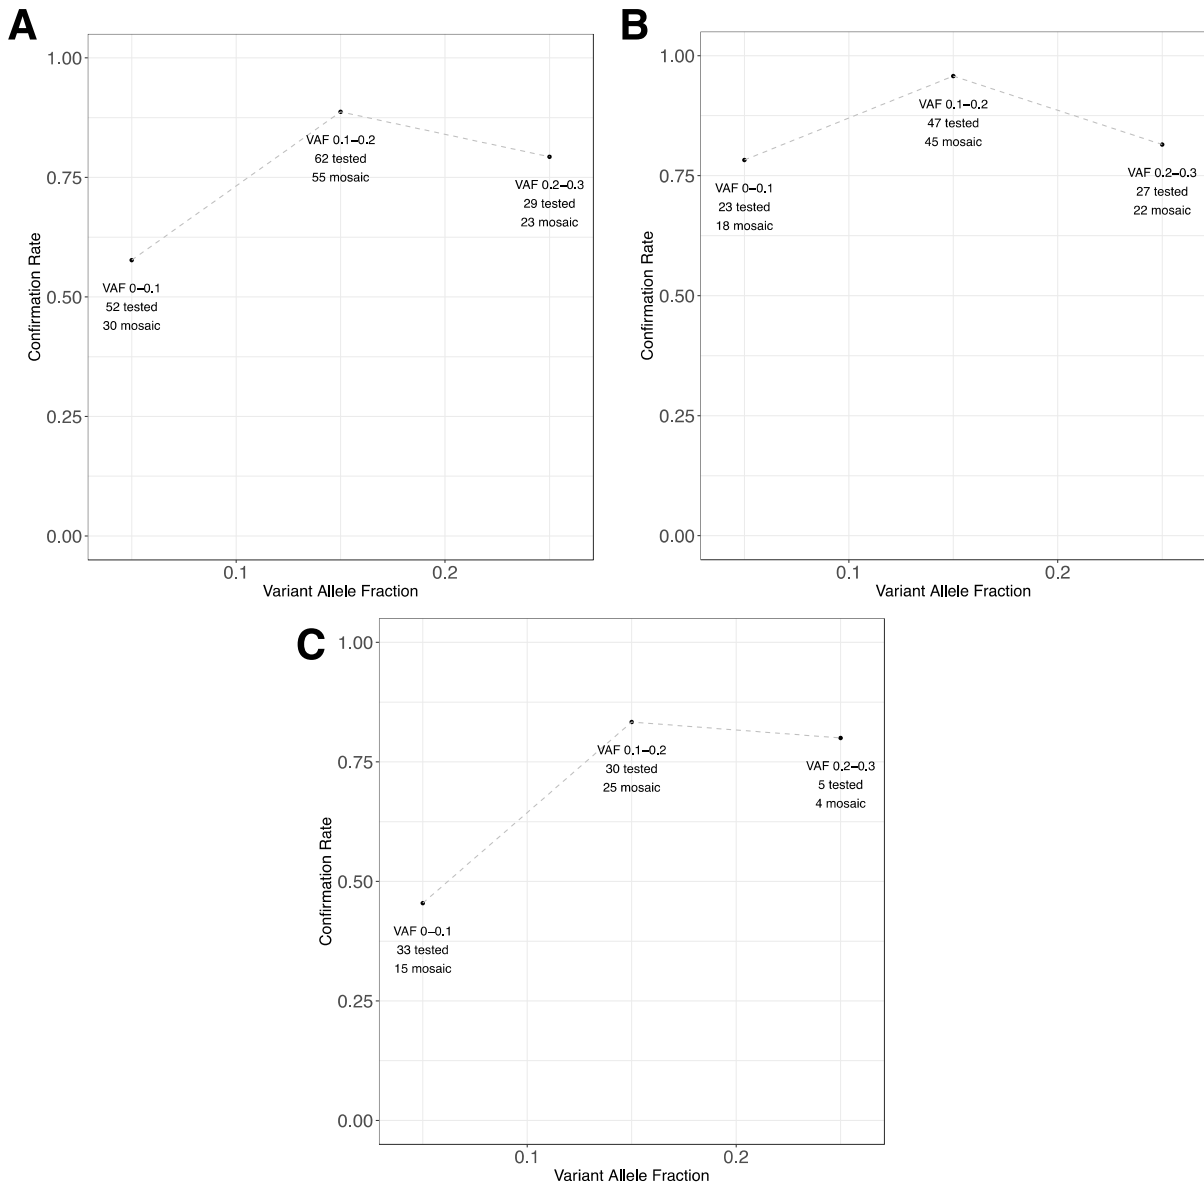 A
1.00
0.75
0.50
0.25
0.00
Confirmation Rate
VAF 0–0.1
52 tested
30 mosaic
VAF 0.1–0.2
62 tested
55 mosaic
VAF 0.2–0.3
29 tested
23 mosaic
0.1
0.2
Variant Allele Fraction
B
1.00
0.75
0.50
0.25
0.00
Confirmation Rate
VAF 0–0.1
23 tested
18 mosaic
VAF 0.1–0.2
47 tested
45 mosaic
VAF 0.2–0.3
27 tested
22 mosaic
0.1
0.2
Variant Allele Fraction
C
1.00
0.75
0.50
0.25
0.00
Confirmation Rate
VAF 0–0.1
33 tested
15 mosaic
VAF 0.1–0.2
30 tested
25 mosaic
VAF 0.2–0.3
5 tested
4 mosaic
0.1
0.2
Variant Allele Fraction